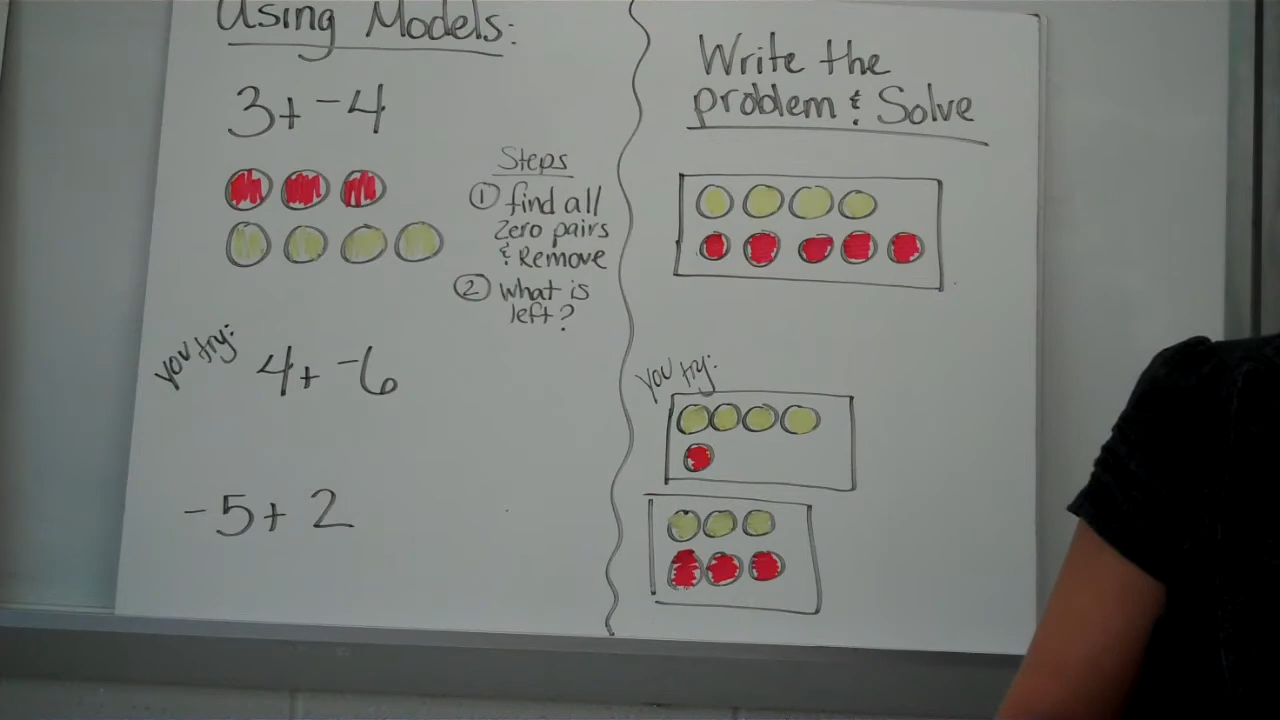 Using Models:
3 + -4
Steps
① find all
zero pairs
& Remove
② What is
left?
you try:
4 + -6
-5 + 2
Write the
problem & Solve
you try: